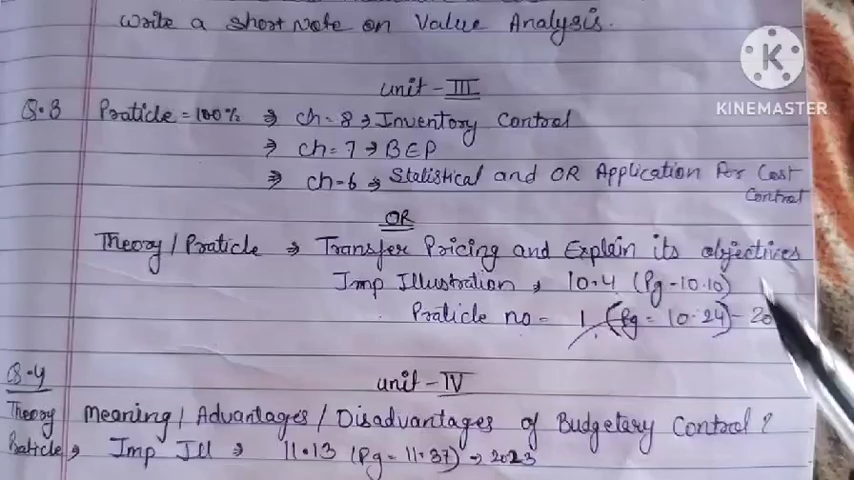 Write a short note on Value Analysis.
K
KINEMASTER
Unit - III
Q.3 Praticle = 100% → ch = 8 → Inventory Control
→ ch = 7 → BEP
→ ch = 6 → Statistical and OR Application For Cost
Control
OR
Theory / Praticle → Transfer Pricing and Explain its objectives
Imp Illustration → 10.4 (Pg - 10.10)
Praticle no = 1 (Pg = 10.24) - 20
Q.4
Unit - IV
Theory Meaning / Advantages / Disadvantages of Budgetary Control ?
Praticle → Imp Ill → 11.13 (Pg = 11.37) → 2023